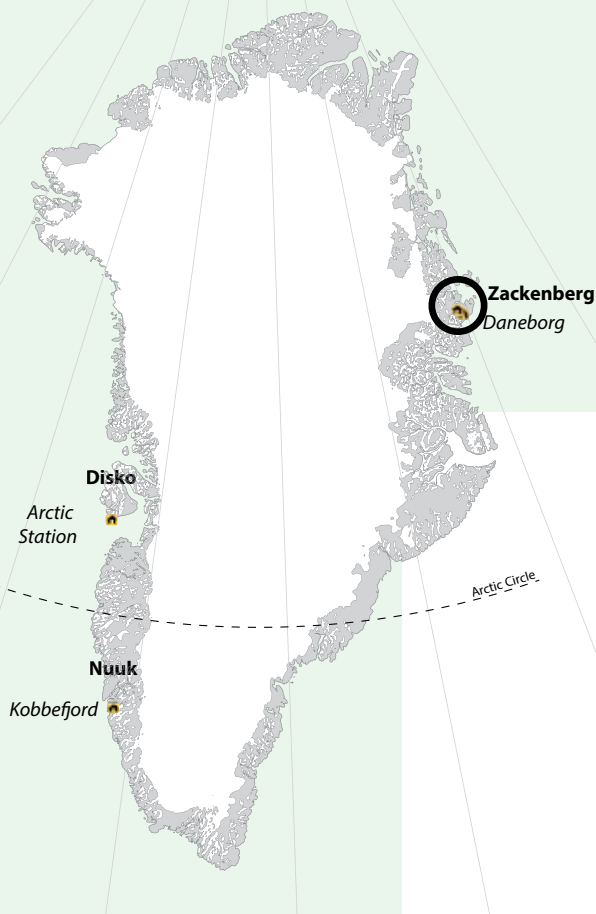 Zackenberg
Daneborg
Disko
Arctic
Station
Arctic Circle
Nuuk
Kobbefjord